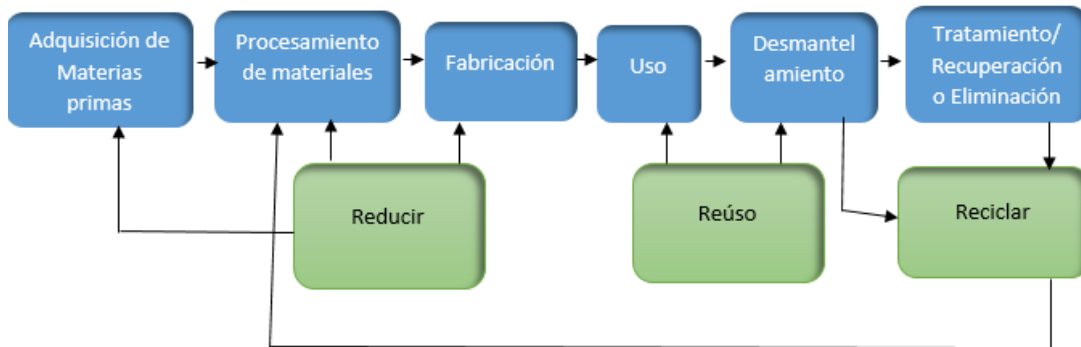 Adquisición de
Materias
primas
Procesamiento
de materiales
Fabricación
Uso
Desmantel
amiento
Tratamiento/
Recuperación
o Eliminación
Reducir
Reúso
Reciclar